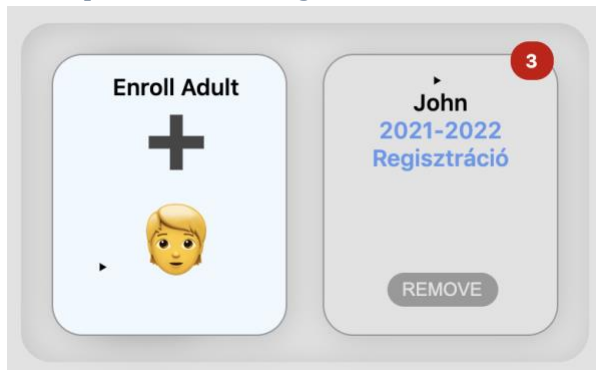 Enroll Adult
3
John
2021-2022
Regisztráció
REMOVE